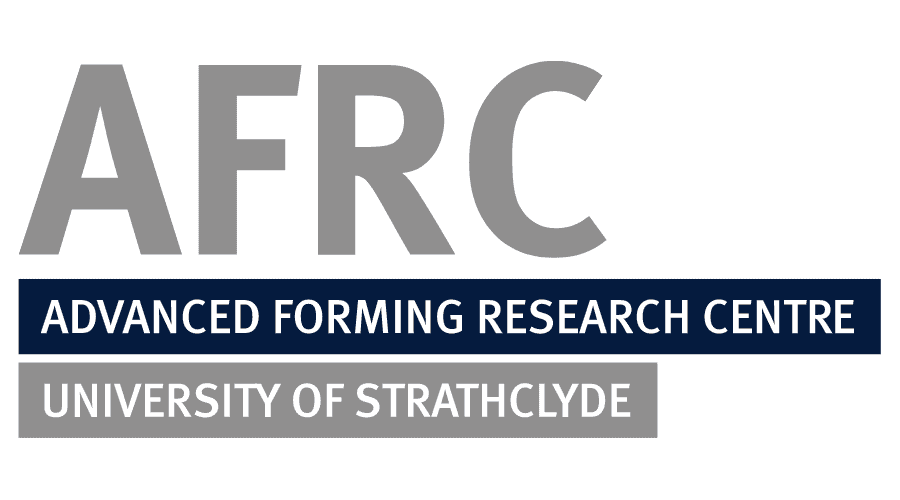 AFRC
ADVANCED FORMING RESEARCH CENTRE
UNIVERSITY OF STRATHCLYDE